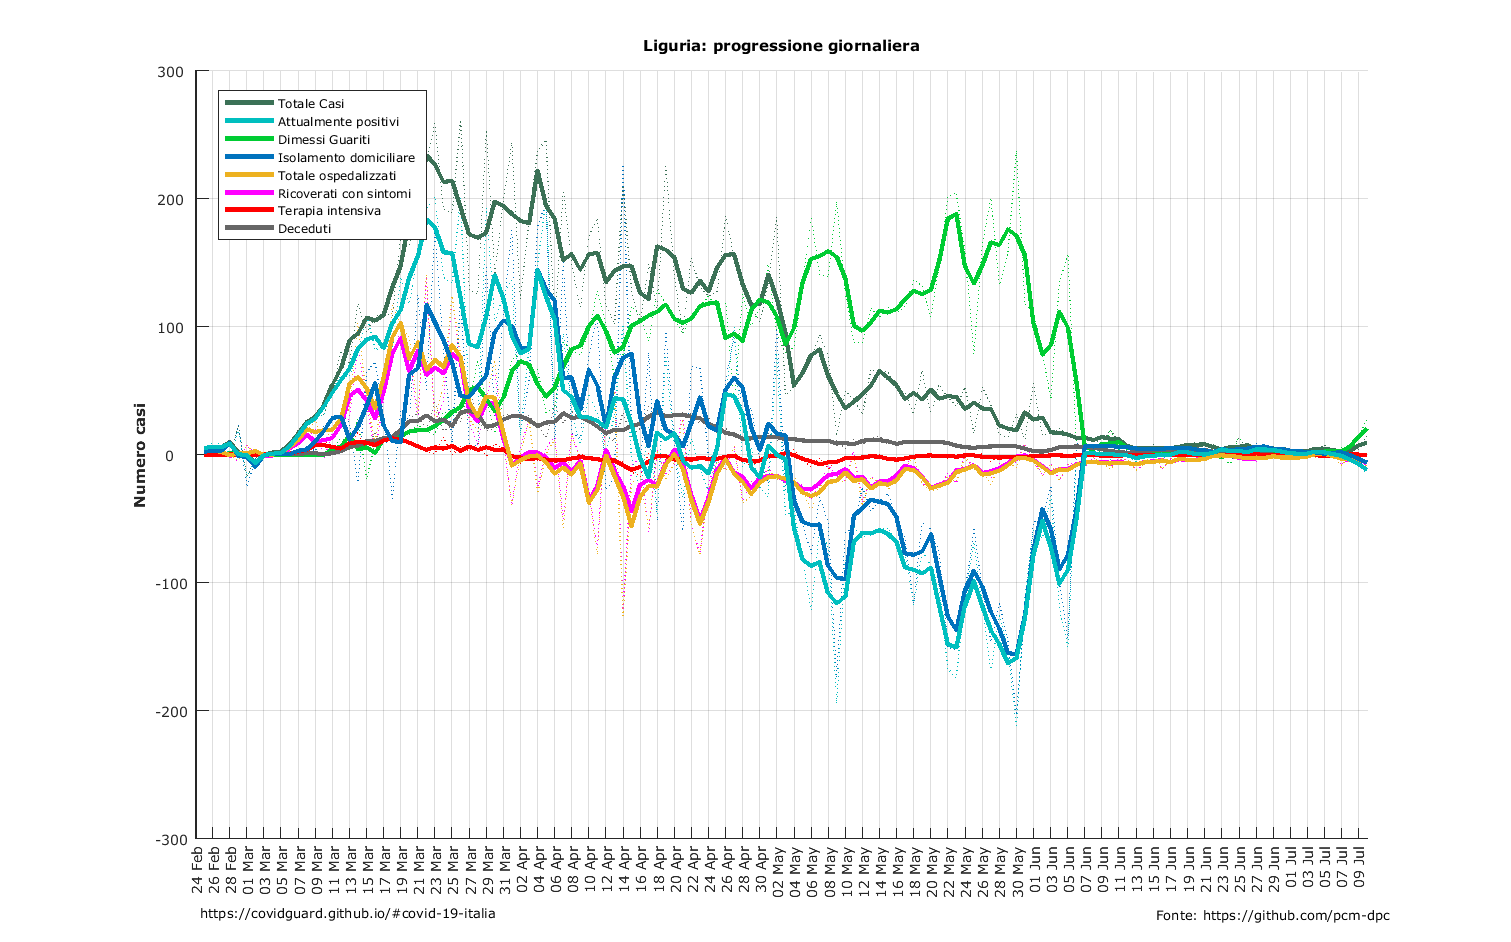 Liguria: progressione giornaliera
300
200
100
0
-100
-200
-300
Numero casi
Totale Casi
Attualmente positivi
Dimessi Guariti
Isolamento domiciliare
Totale ospedalizzati
Ricoverati con sintomi
Terapia intensiva
Deceduti
24 Feb
26 Feb
28 Feb
01 Mar
03 Mar
05 Mar
07 Mar
09 Mar
11 Mar
13 Mar
15 Mar
17 Mar
19 Mar
21 Mar
23 Mar
25 Mar
27 Mar
29 Mar
31 Mar
02 Apr
04 Apr
06 Apr
08 Apr
10 Apr
12 Apr
14 Apr
16 Apr
18 Apr
20 Apr
22 Apr
24 Apr
26 Apr
28 Apr
30 Apr
02 May
04 May
06 May
08 May
10 May
12 May
14 May
16 May
18 May
20 May
22 May
24 May
26 May
28 May
30 May
01 Jun
03 Jun
05 Jun
07 Jun
09 Jun
11 Jun
13 Jun
15 Jun
17 Jun
19 Jun
21 Jun
23 Jun
25 Jun
27 Jun
29 Jun
01 Jul
03 Jul
05 Jul
07 Jul
09 Jul
https://covidguard.github.io/#covid-19-italia
Fonte: https://github.com/pcm-dpc